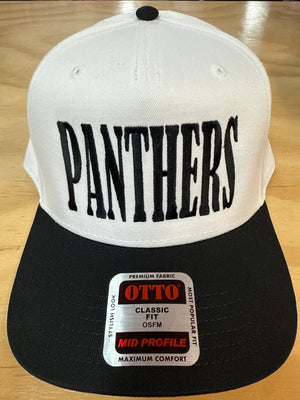 PANTHERS
PREMIUM FABRIC
STYLISH LOOK
OTTO
CLASSIC
FIT
OSFM
MID PROFILE
MOST POPULAR FIT
MAXIMUM COMFORT